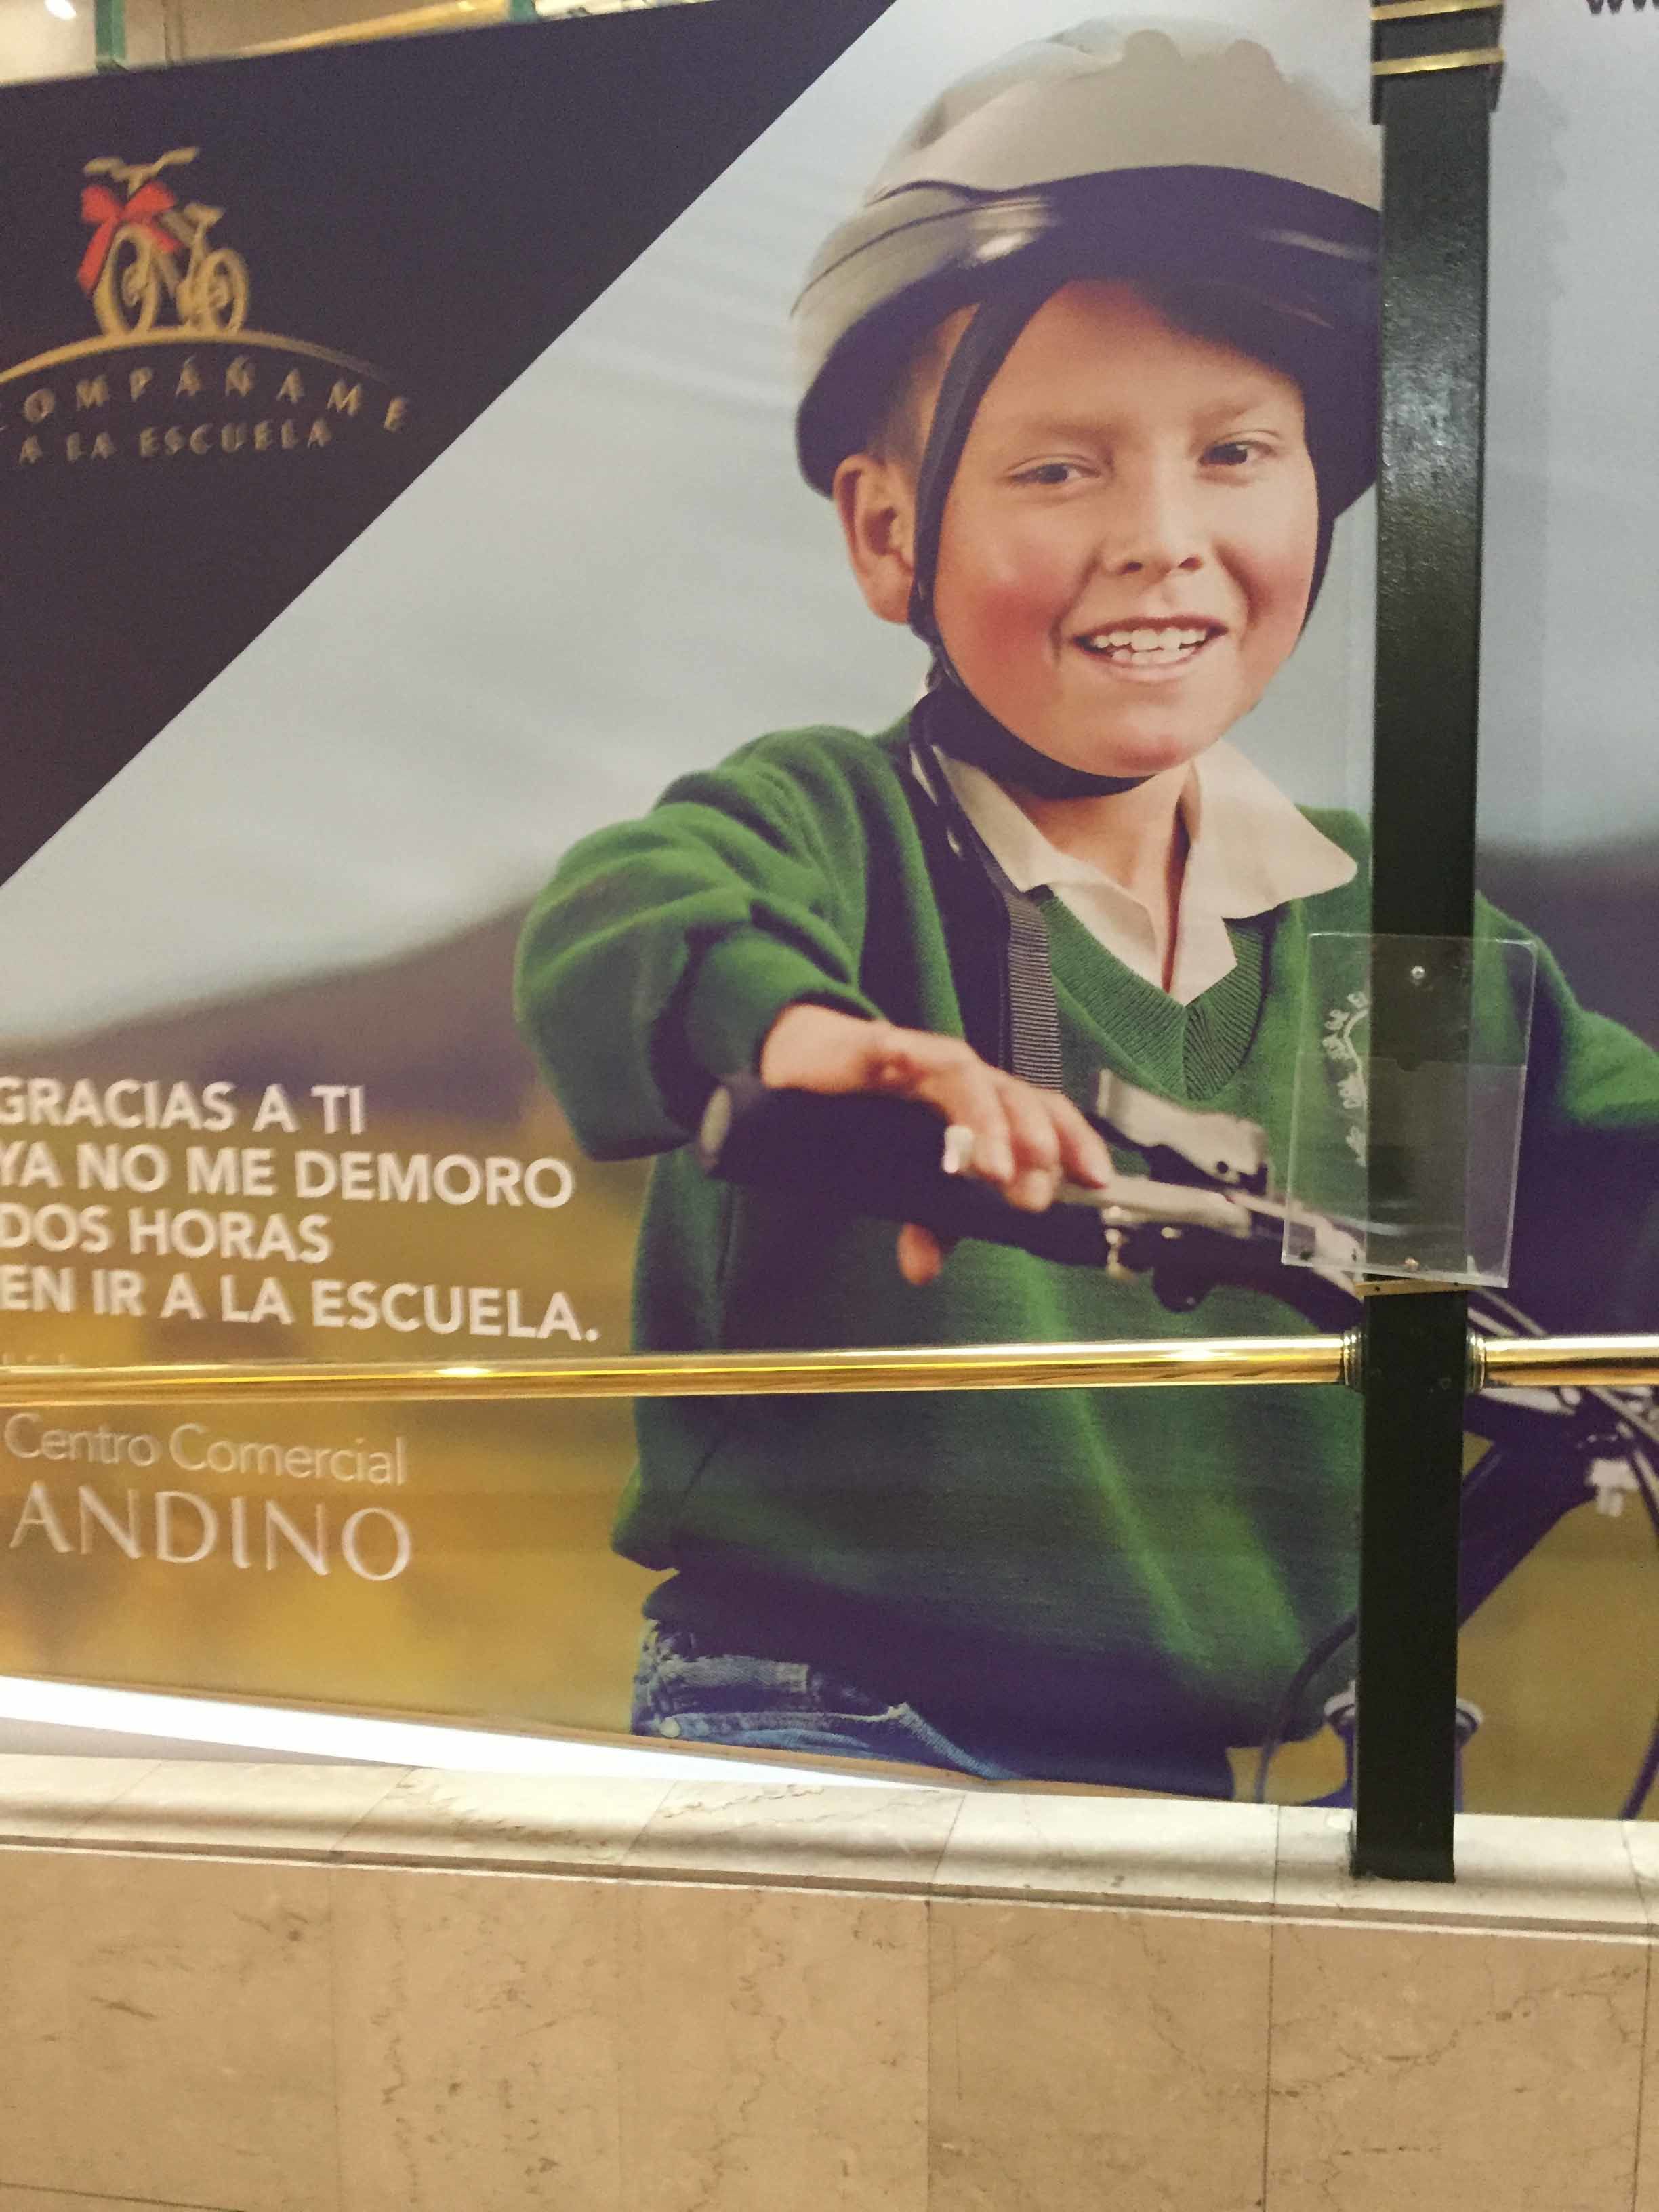 COMPÁÑAME
A LA ESCUELA
GRACIAS A TI
YA NO ME DEMORO
DOS HORAS
EN IR A LA ESCUELA.
Centro Comercial
ANDINO